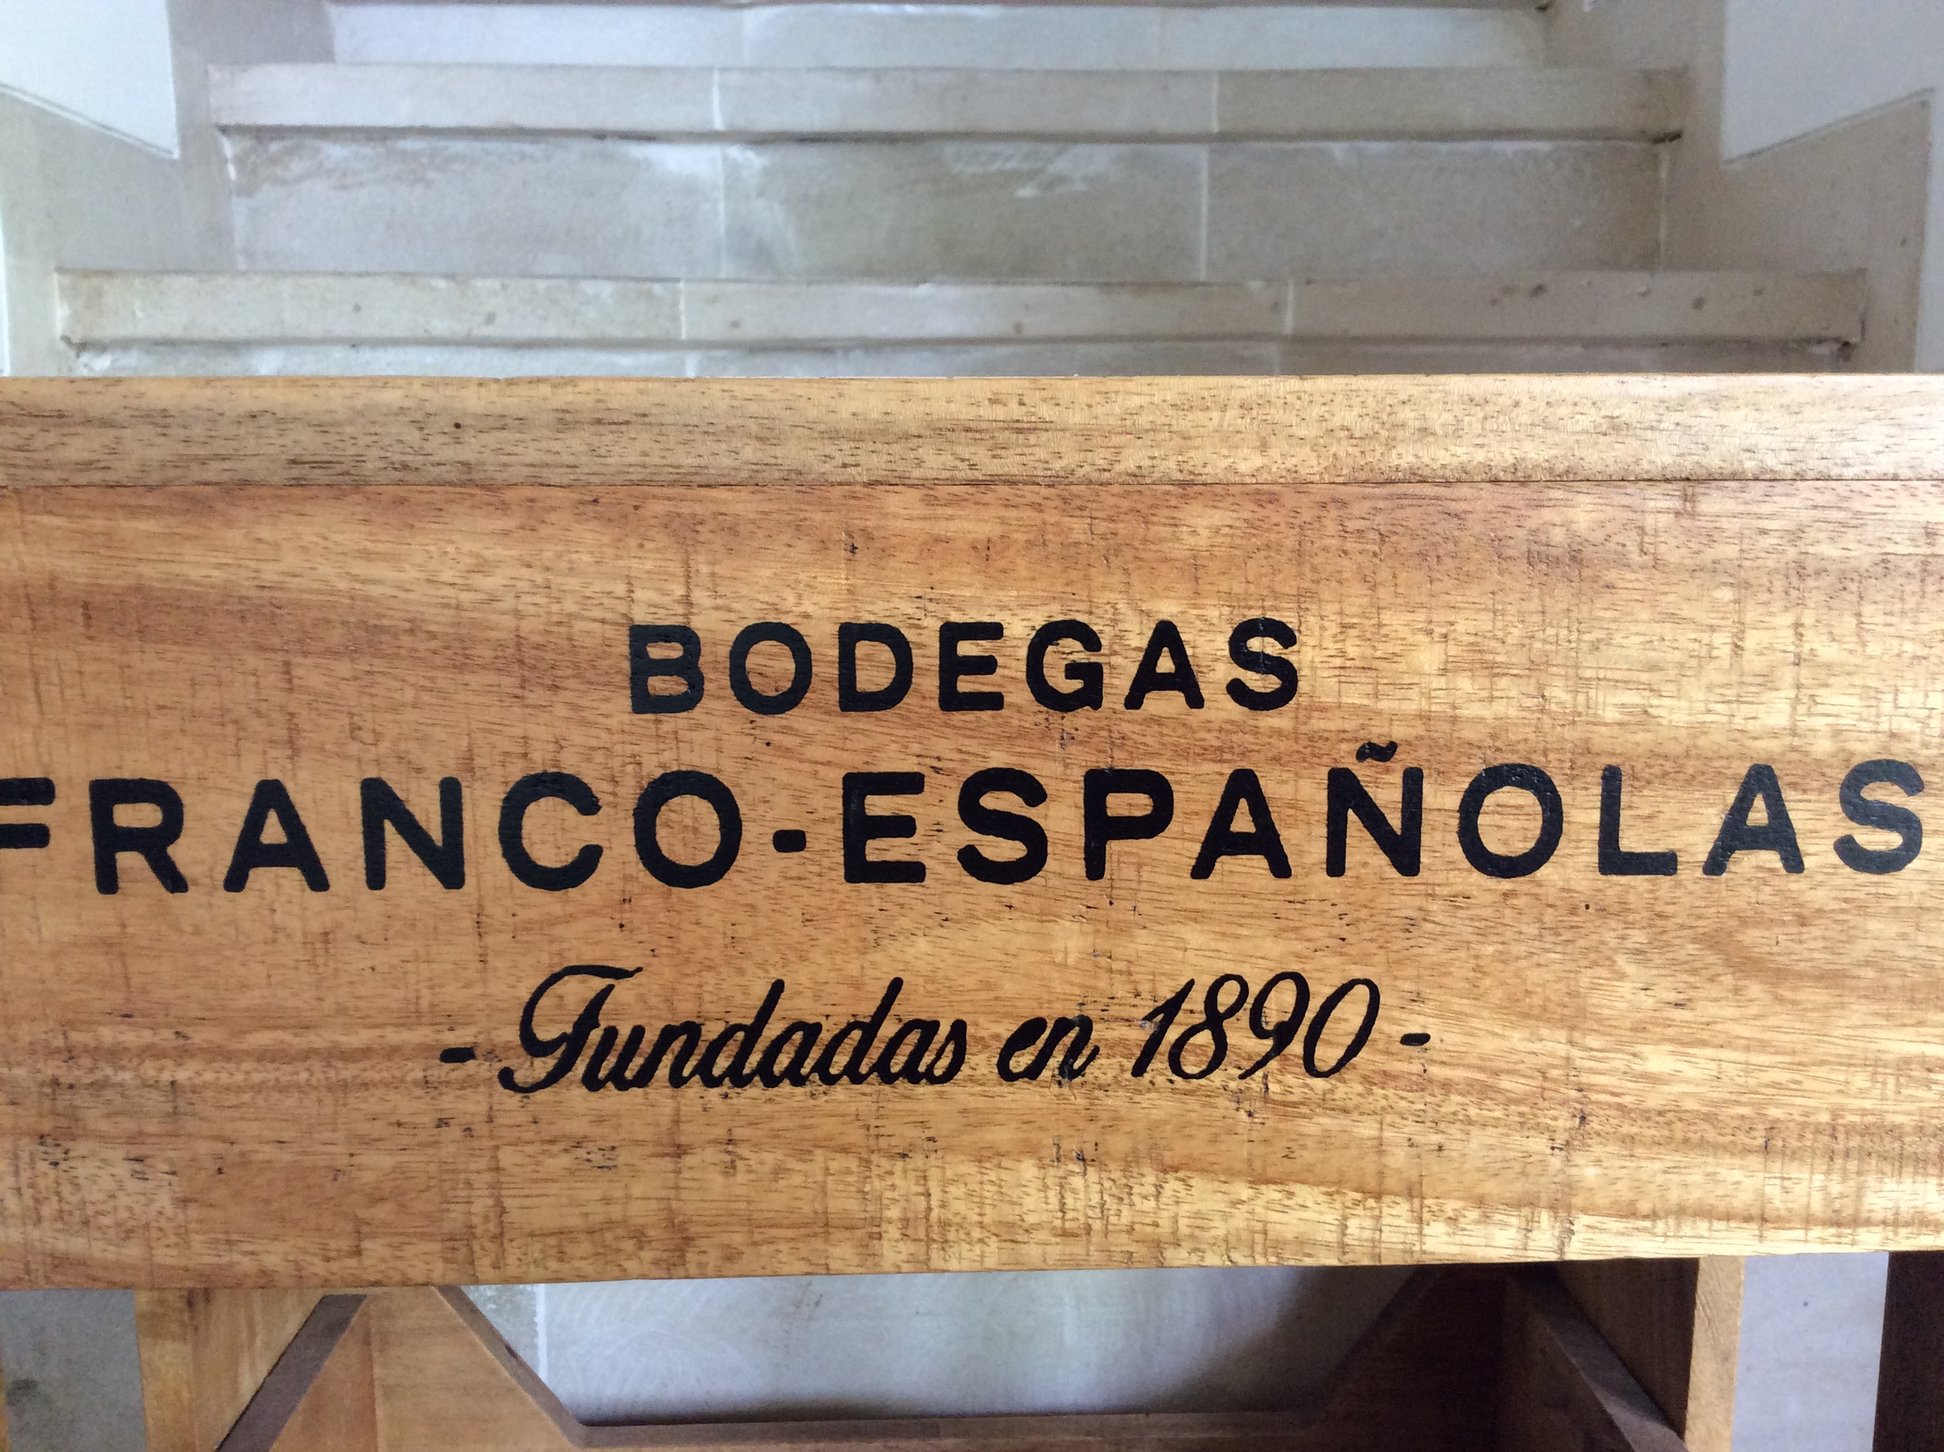 BODEGAS
FRANCO-ESPAÑOLAS
- Fundadas en 1890 -